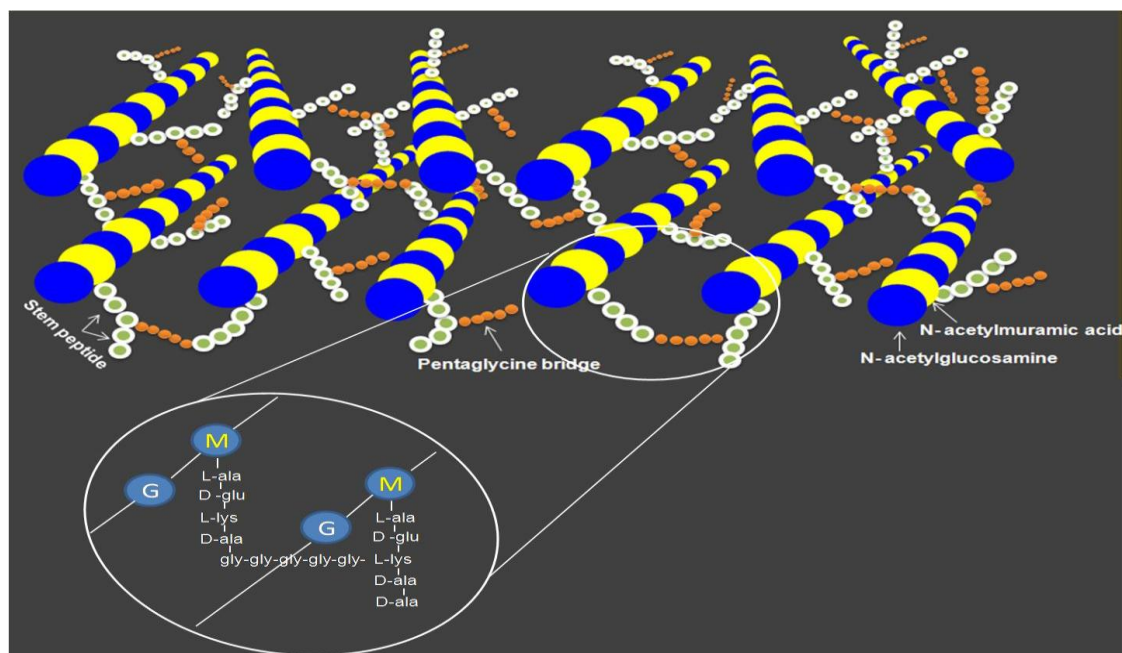 Stem peptide
Pentaglycine bridge
N- acetylmuramic acid
N- acetylglucosamine
M
L-ala
D -glu
L-lys
D-ala
gly-gly-gly-gly-gly-
G
M
L-ala
D -glu
L-lys
D-ala
D-ala
G